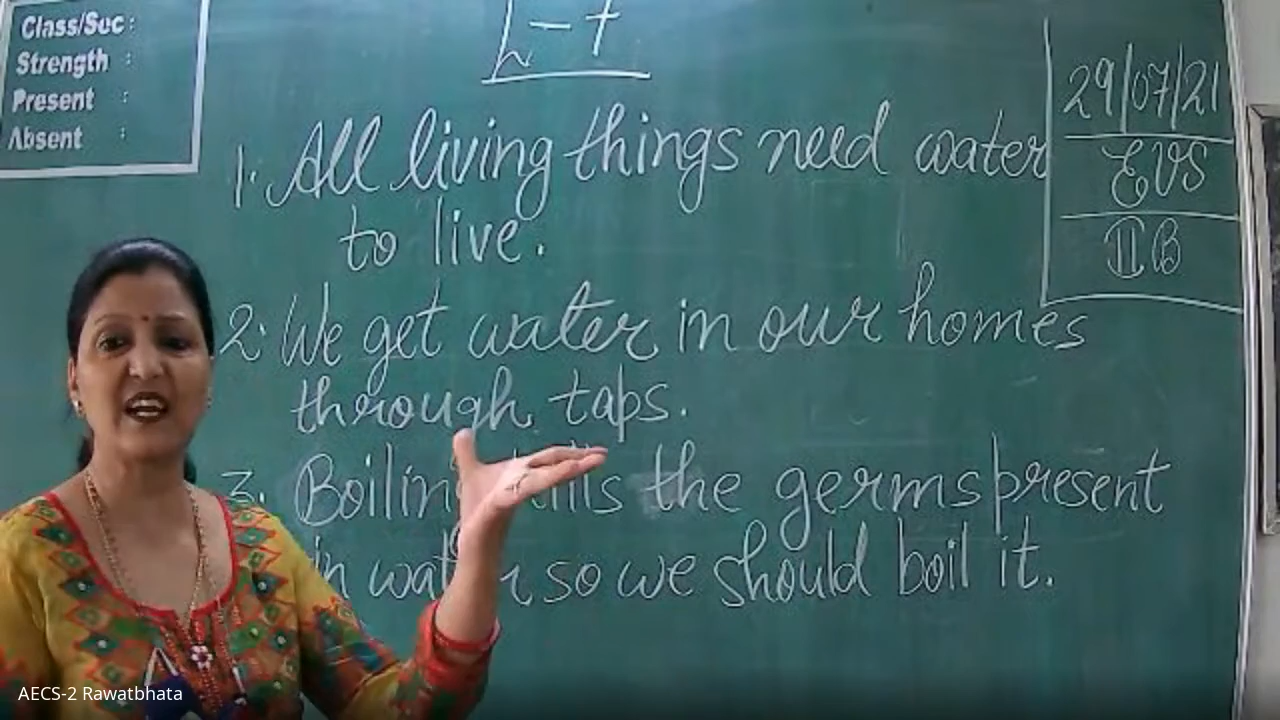 Class/Sec :
Strength :
Present :
Absent :
L-7
29/07/21
EVS
II B
1. All living things need water
to live.
2. We get water in our homes
through taps.
3. Boiling kills the germs present
in water so we should boil it.
AECS-2 Rawatbhata